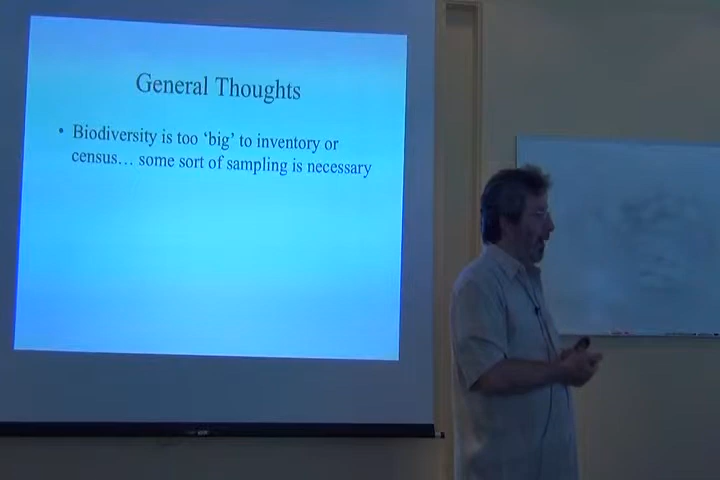 General Thoughts
• Biodiversity is too ‘big’ to inventory or
census… some sort of sampling is necessary